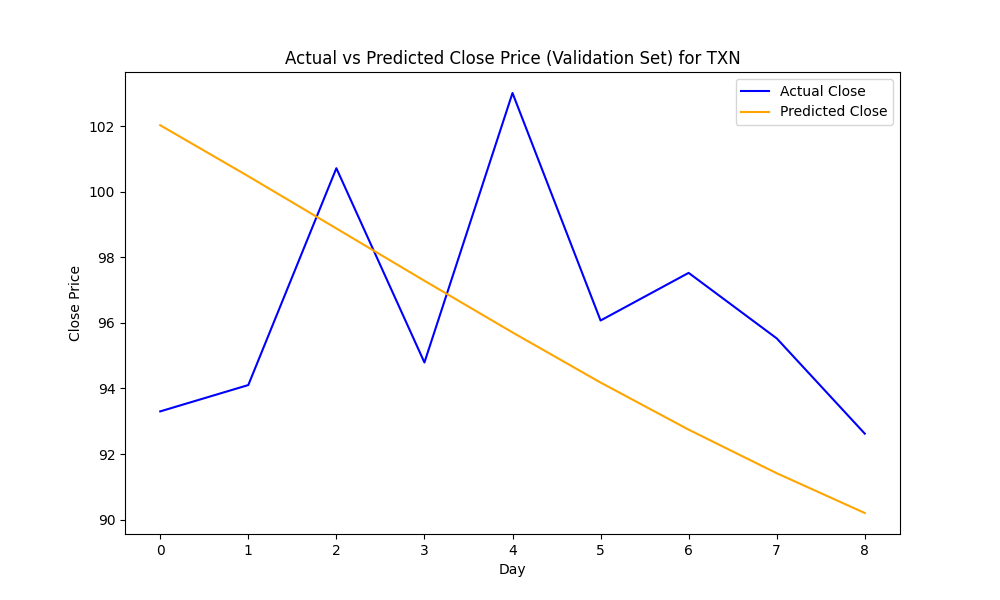 Actual vs Predicted Close Price (Validation Set) for TXN
Actual Close
Predicted Close
Close Price
102
100
98
96
94
92
90
0 1 2 3 4 5 6 7 8
Day